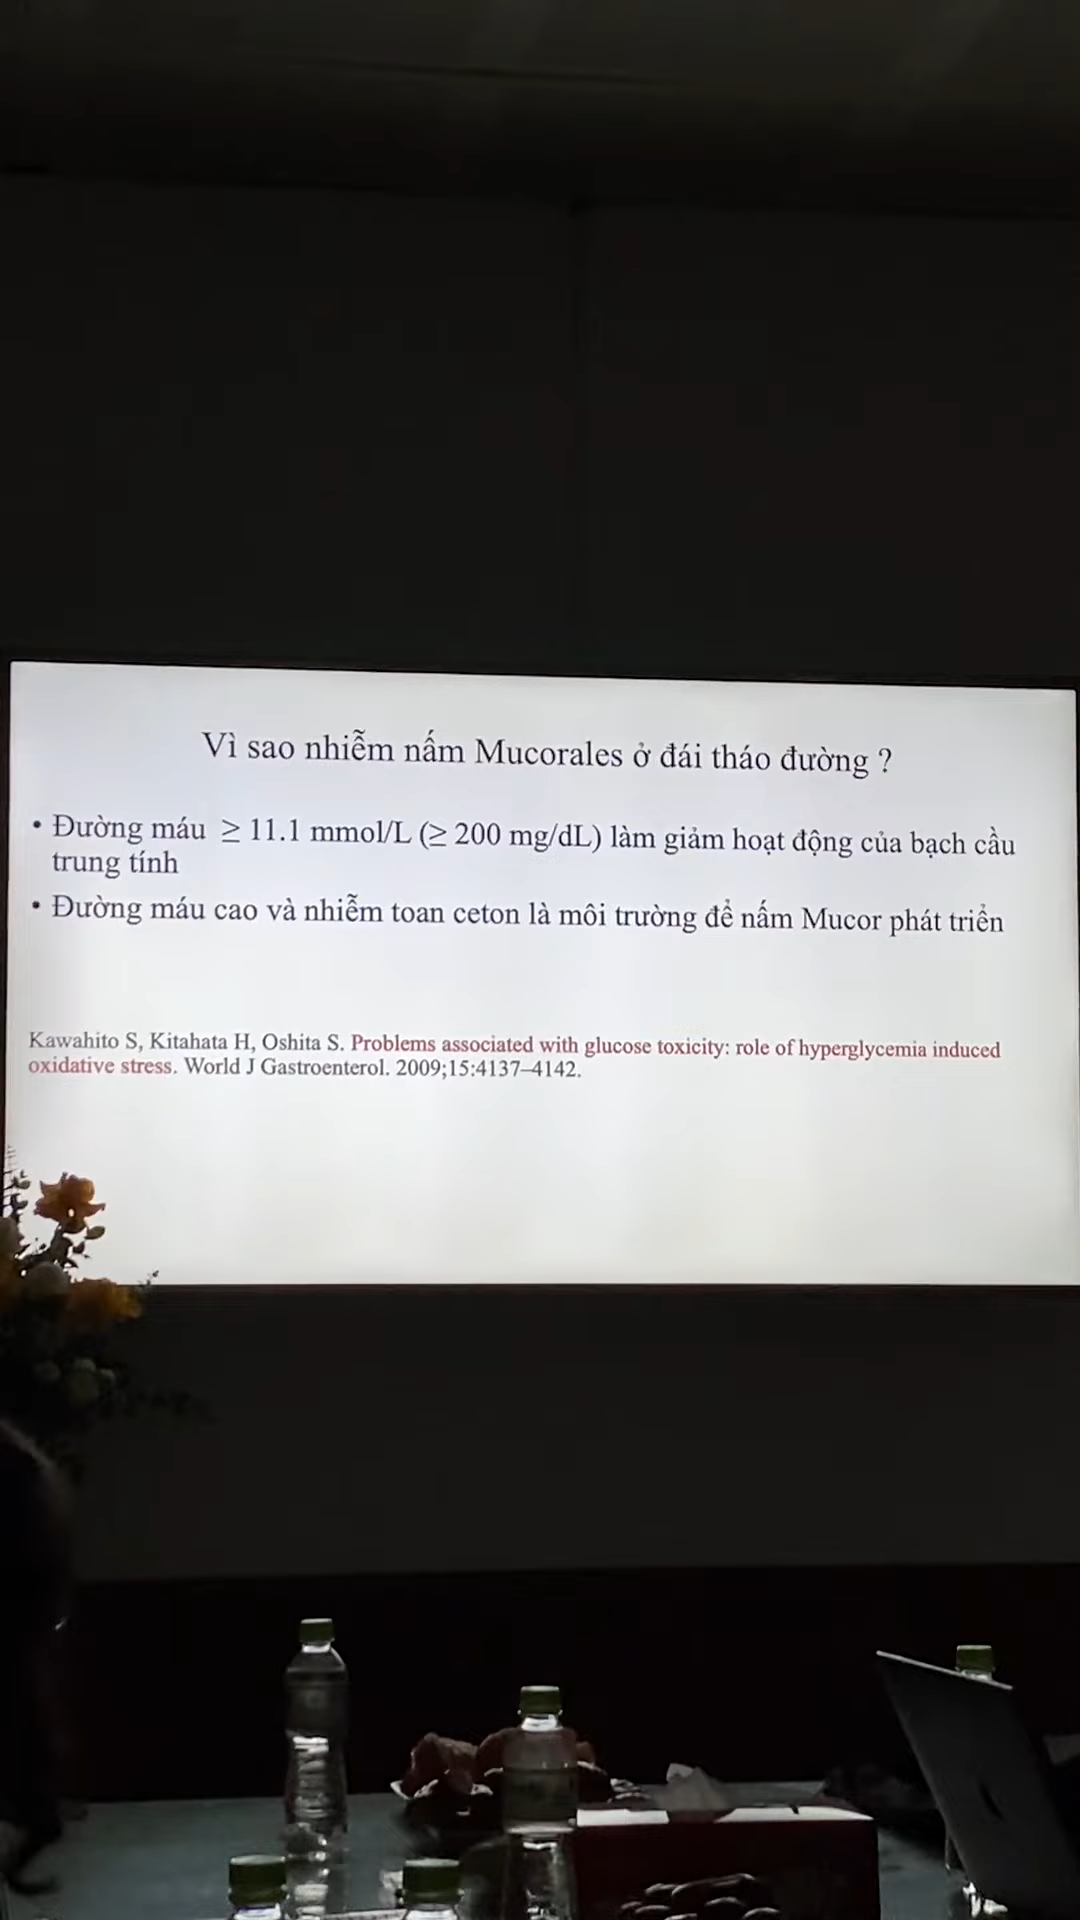 Vì sao nhiễm nấm Mucorales ở đái tháo đường ?
• Đường máu ≥ 11.1 mmol/L (≥ 200 mg/dL) làm giảm hoạt động của bạch cầu
trung tính
• Đường máu cao và nhiễm toan ceton là môi trường để nấm Mucor phát triển
Kawahito S, Kitahata H, Oshita S. Problems associated with glucose toxicity: role of hyperglycemia induced
oxidative stress. World J Gastroenterol. 2009;15:4137–4142.